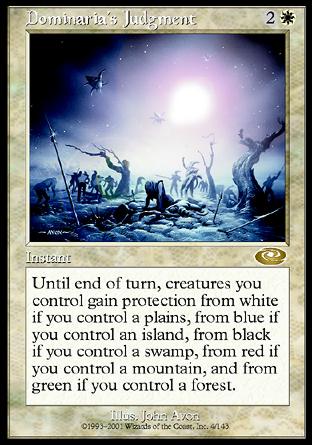 Dominaria's Judgment 2
AVON
Instant
Until end of turn, creatures you
control gain protection from white
if you control a plains, from blue if
you control an island, from black
if you control a swamp, from red if
you control a mountain, and from
green if you control a forest.
Illus. John Avon
©1993-2001 Wizards of the Coast, Inc. 4/143